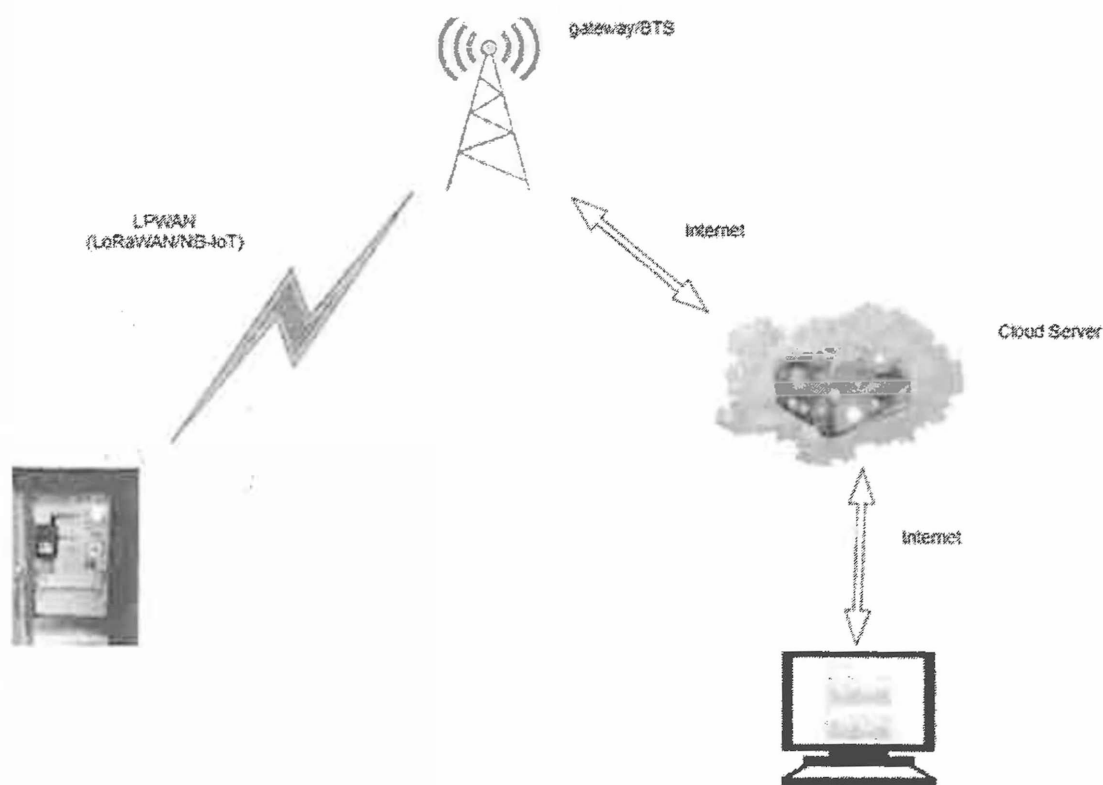 gateway/BTS
LPWAN
(LoRaWAN/NB-IoT)
Internet
Cloud Server
Internet